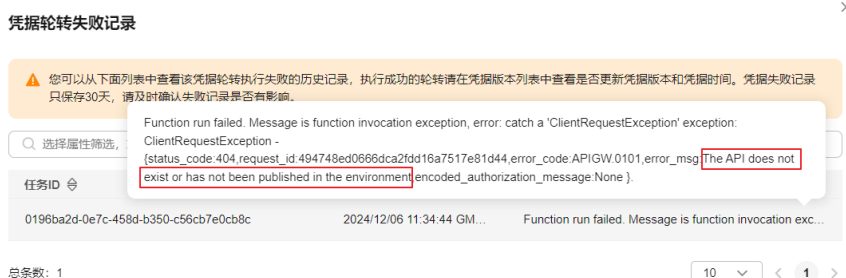 凭据轮转失败记录
您可以从下面列表中查看该凭据轮转执行失败的历史记录，执行成功的轮转请在凭据版本列表中查看是否更新凭据版本和凭据时间。凭据失败记录
只保存30天，请及时确认失败记录是否有影响。
Function run failed. Message is function invocation exception, error: catch a 'ClientRequestException' exception:
ClientRequestException -
{status_code:404,request_id:494748ed0666dca2fdd16a7517e81d44,error_code:APIGW.0101,error_msg:The API does not
exist or has not been published in the environment,encoded_authorization_message:None }.
选择属性筛选，
任务ID
0196ba2d-0e7c-458d-b350-c56cb7e0cb8c 2024/12/06 11:34:44 GM... Function run failed. Message is function invocation exc...
总条数：1 10 1